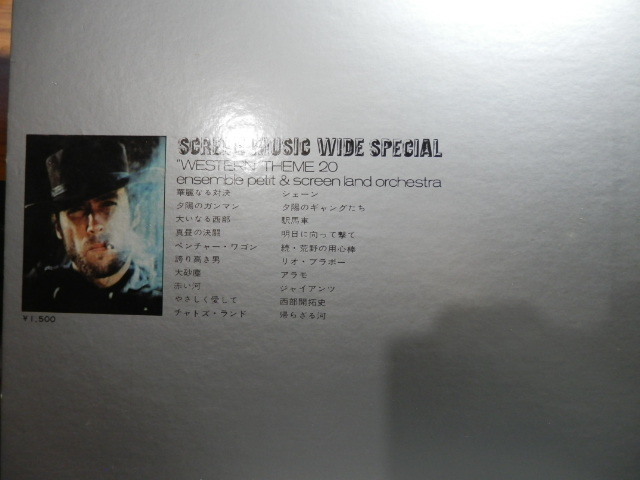 "SCREEN MUSIC WIDE SPECIAL
"WESTERN THEME 20
ensemble petit & screen land orchestra
華麗なる対決
夕陽のガンマン
大いなる西部
真昼の決闘
ベンチャー・ワゴン
誇り高き男
大砂塵
赤い河
やさしく愛して
チャトズ・ランド
シェーン
夕陽のギャングたち
駅馬車
明日に向って撃て
続・荒野の用心棒
リオ・ブラボー
アラモ
ジャイアンツ
西部開拓史
帰らざる河
¥1,500